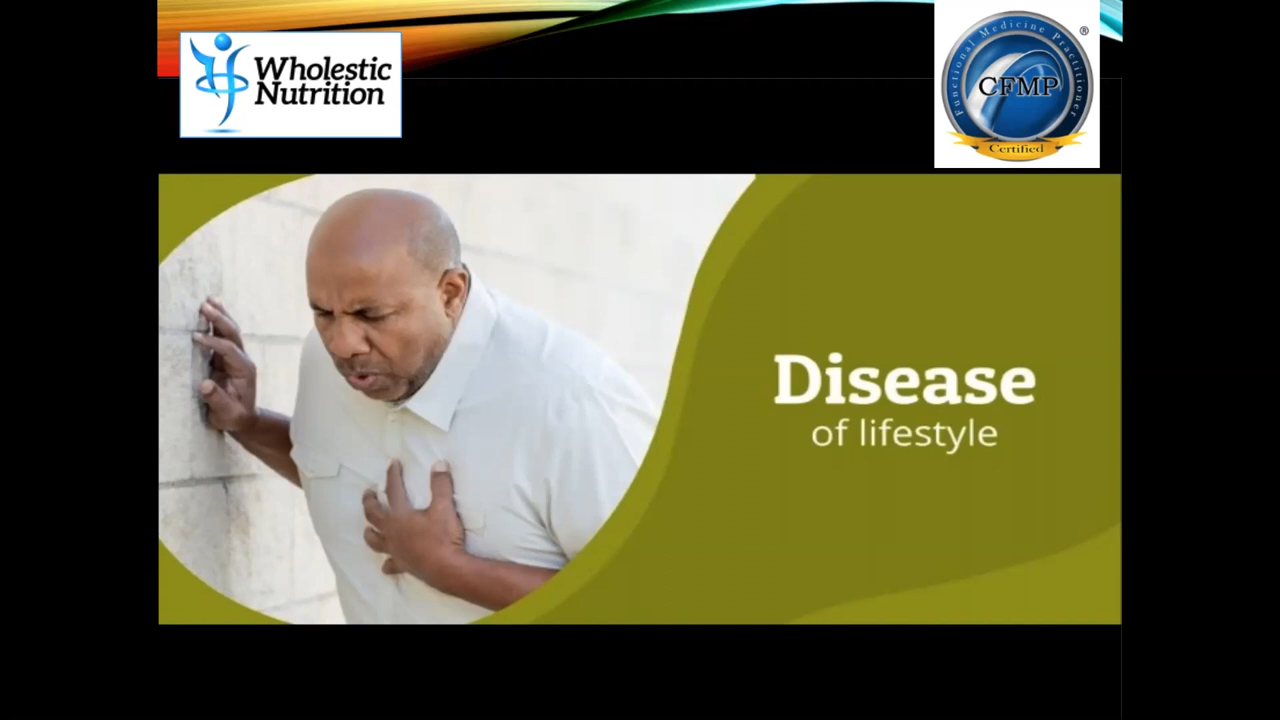 Wholestic
Nutrition
Functional Medicine Practitioner
®
CFMP
Certified
Disease
of lifestyle